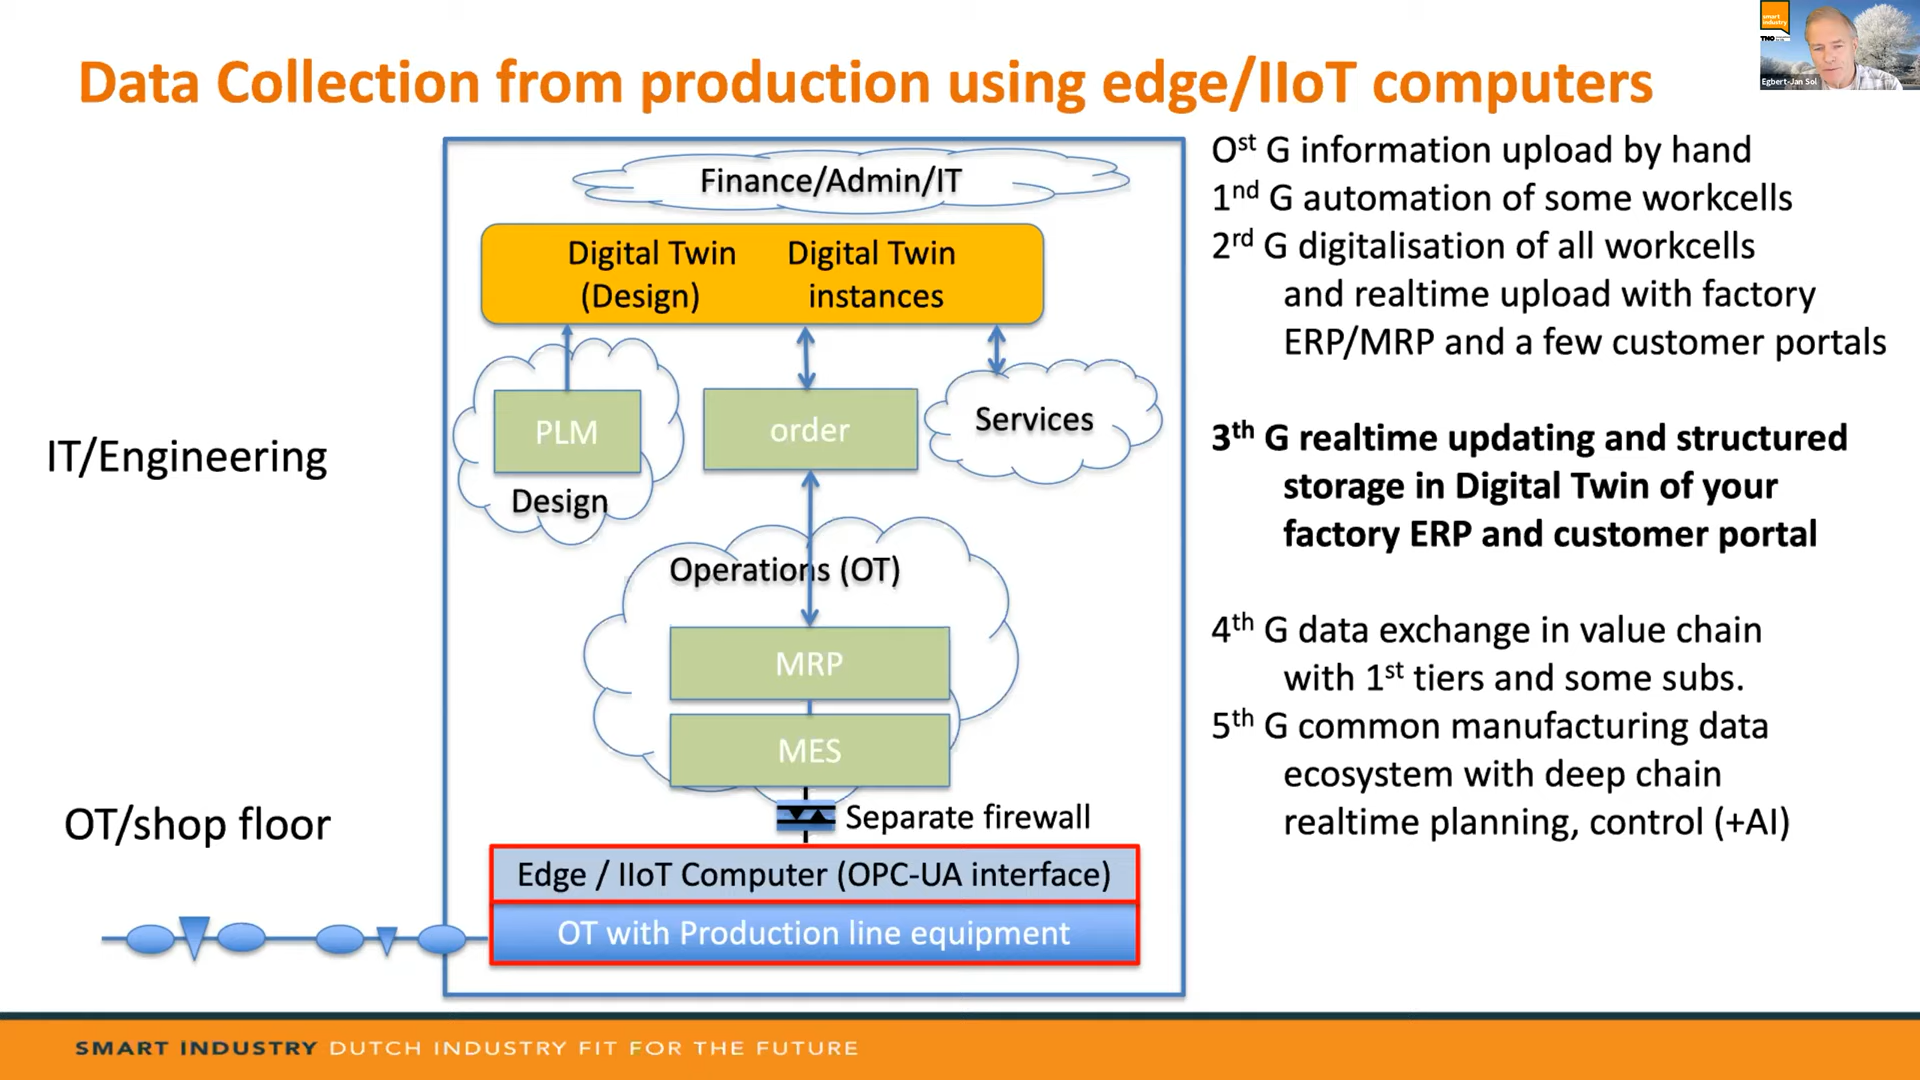 Data Collection from production using edge/IIoT computers
smart
industry
TNO
Egbert-Jan Sol
Finance/Admin/IT
Digital Twin
(Design)
Digital Twin
instances
PLM
Design
order
Services
Operations (OT)
MRP
MES
Separate firewall
Edge / IIoT Computer (OPC-UA interface)
OT with Production line equipment
IT/Engineering
OT/shop floor
0st G information upload by hand
1nd G automation of some workcells
2rd G digitalisation of all workcells
and realtime upload with factory
ERP/MRP and a few customer portals
3th G realtime updating and structured
storage in Digital Twin of your
factory ERP and customer portal
4th G data exchange in value chain
with 1st tiers and some subs.
5th G common manufacturing data
ecosystem with deep chain
realtime planning, control (+AI)
SMART INDUSTRY DUTCH INDUSTRY FIT FOR THE FUTURE